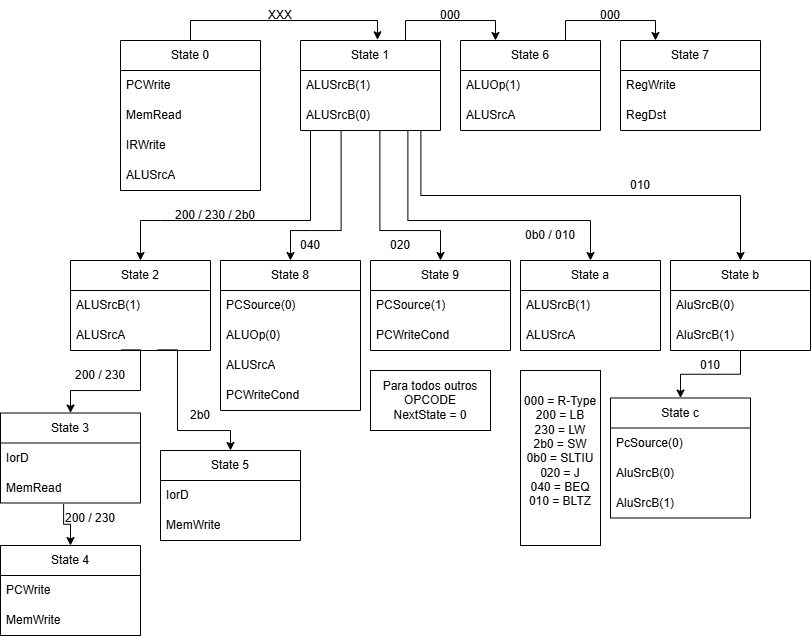 XXX
000
000
State 0
PCWrite
MemRead
IRWrite
ALUSrcA
State 1
ALUSrcB(1)
ALUSrcB(0)
State 6
ALUOp(1)
ALUSrcA
State 7
RegWrite
RegDst
200 / 230 / 2b0
040
020
0b0 / 010
010
State 2
ALUSrcB(1)
ALUSrcA
State 8
PCSource(0)
ALUOp(0)
ALUSrcA
PCWriteCond
State 9
PCSource(1)
PCWriteCond
State a
ALUSrcB(1)
ALUSrcA
State b
AluSrcB(0)
AluSrcB(1)
200 / 230
2b0
010
Para todos outros
OPCODE
NextState = 0
000 = R-Type
200 = LB
230 = LW
2b0 = SW
0b0 = SLTIU
020 = J
040 = BEQ
010 = BLTZ
State c
PcSource(0)
AluSrcB(0)
AluSrcB(1)
State 3
IorD
MemRead
State 5
IorD
MemWrite
200 / 230
State 4
PCWrite
MemWrite